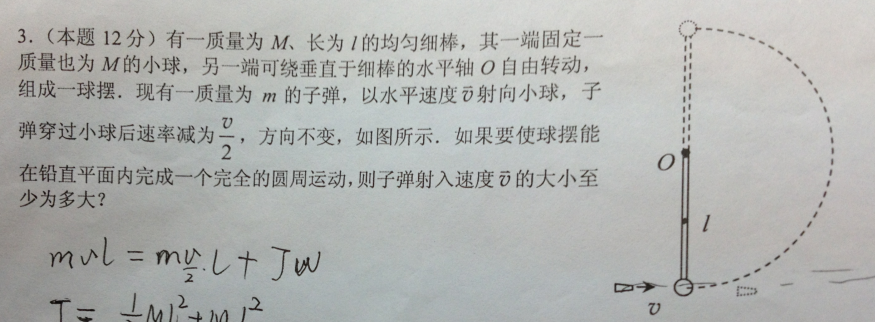 3.(本题 12 分)有一质量为 M、长为 l 的均匀细棒,其一端固定一
质量也为 M 的小球,另一端可绕垂直于细棒的水平轴 O 自由转动,
组成一球摆.现有一质量为 m 的子弹,以水平速度 v̄ 射向小球,子
弹穿过小球后速率减为 v/2,方向不变,如图所示.如果要使球摆能
在铅直平面内完成一个完全的圆周运动,则子弹射入速度 v̄ 的大小至
少为多大?
O
l
v
mvl = m v/2 · l + Jω
J = 1/3 Ml² + Ml²